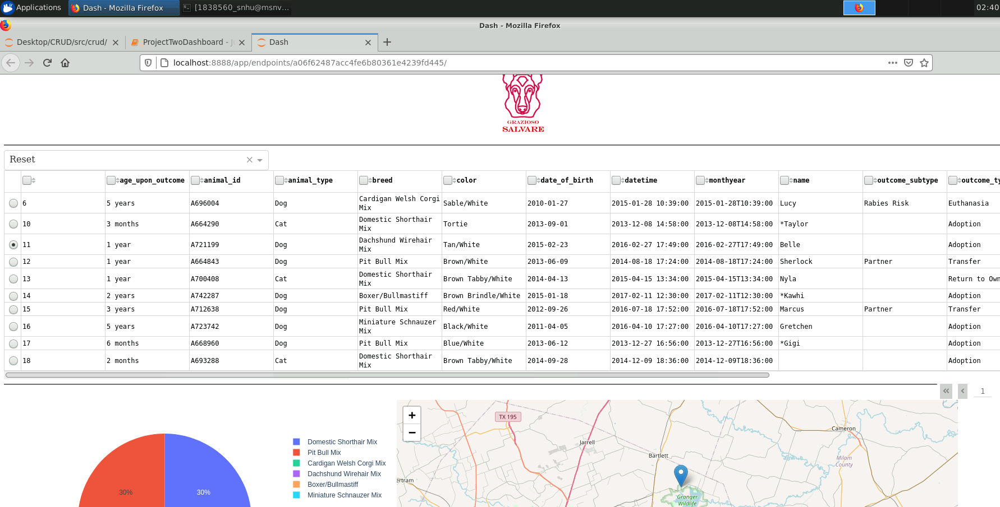 Applications
Dash - Mozilla Firefox
[1838560_snhu@msnv...
02:40
Dash - Mozilla Firefox
Desktop/CRUD/src/crud/
ProjectTwoDashboard -
Dash
localhost:8888/app/endpoints/a06f62487acc4fe6b80361e4239fd445/
GRAZIOSO
SALVARE
Reset
age_upon_outcome animal_id animal_type breed color date_of_birth datetime monthyear name outcome_subtype outcome_ty
6 5 years A696004 Dog Cardigan Welsh Corgi Mix Sable/White 2010-01-27 2015-01-28 10:39:00 2015-01-28T10:39:00 Lucy Rabies Risk Euthanasia
10 3 months A664290 Cat Domestic Shorthair Mix Tortie 2013-09-01 2013-12-08 14:58:00 2013-12-08T14:58:00 *Taylor Adoption
11 1 year A721199 Dog Dachshund Wirehair Mix Tan/White 2015-02-23 2016-02-27 17:49:00 2016-02-27T17:49:00 Belle Adoption
12 1 year A664843 Dog Pit Bull Mix Brown/White 2013-06-09 2014-08-18 17:24:00 2014-08-18T17:24:00 Sherlock Partner Transfer
13 1 year A700408 Cat Domestic Shorthair Mix Brown Tabby/White 2014-04-13 2015-04-15 13:34:00 2015-04-15T13:34:00 Nyla Return to Own
14 2 years A742287 Dog Boxer/Bullmastiff Brown Brindle/White 2015-01-18 2017-02-11 12:30:00 2017-02-11T12:30:00 *Kawhi Adoption
15 3 years A712638 Dog Pit Bull Mix Red/White 2012-09-26 2016-07-18 17:52:00 2016-07-18T17:52:00 Marcus Partner Transfer
16 5 years A723742 Dog Miniature Schnauzer Mix Black/White 2011-04-05 2016-04-10 17:27:00 2016-04-10T17:27:00 Gretchen Adoption
17 6 months A668960 Dog Pit Bull Mix Blue/White 2013-06-12 2013-12-27 16:56:00 2013-12-27T16:56:00 *Gigi Adoption
18 2 months A693288 Cat Domestic Shorthair Mix Brown Tabby/White 2014-09-28 2014-12-09 18:36:00 2014-12-09T18:36:00 Adoption
1
30%
30%
Domestic Shorthair Mix
Pit Bull Mix
Cardigan Welsh Corgi Mix
Dachshund Wirehair Mix
Boxer/Bullmastiff
Miniature Schnauzer Mix
+
−
TX 195
Cameron
Jarrell
Bartlett
Milam
County
ertram
Granger
Wildlife